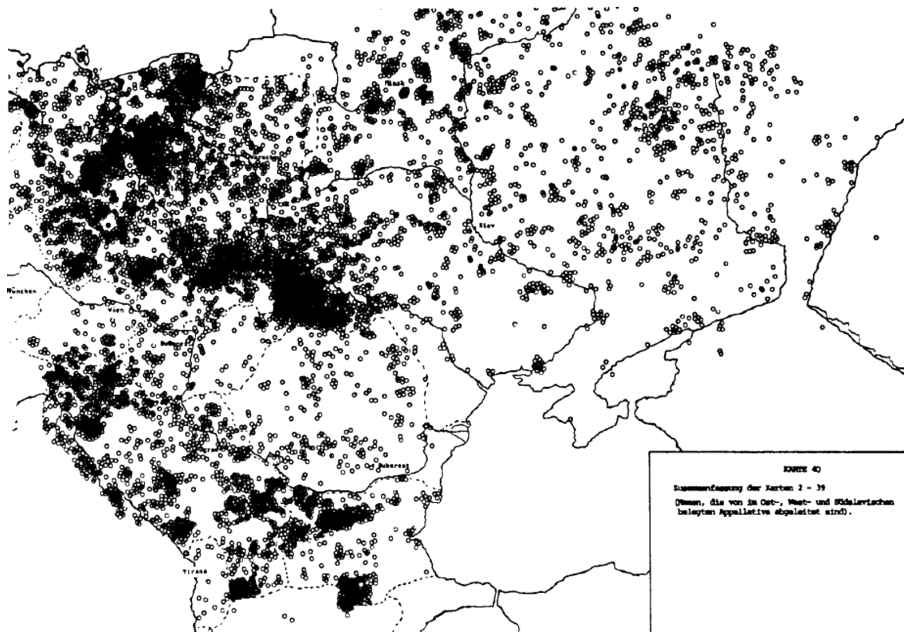 Minsk
Kiev
München
Wien
Bukarest
Tirana
KARTE 40
Zusammenfassung der Karten 2 - 39
(Namen, die von im Ost-, West- und Südslavischen
belegten Appellative abgeleitet sind).